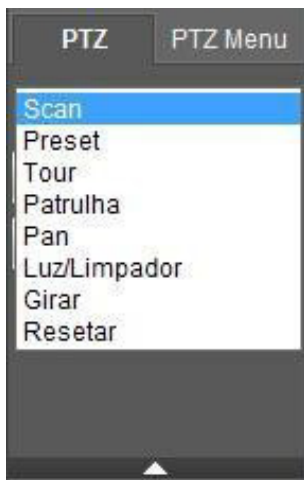 PTZ PTZ Menu
Scan
Preset
Tour
Patrulha
Pan
Luz/Limpador
Girar
Resetar